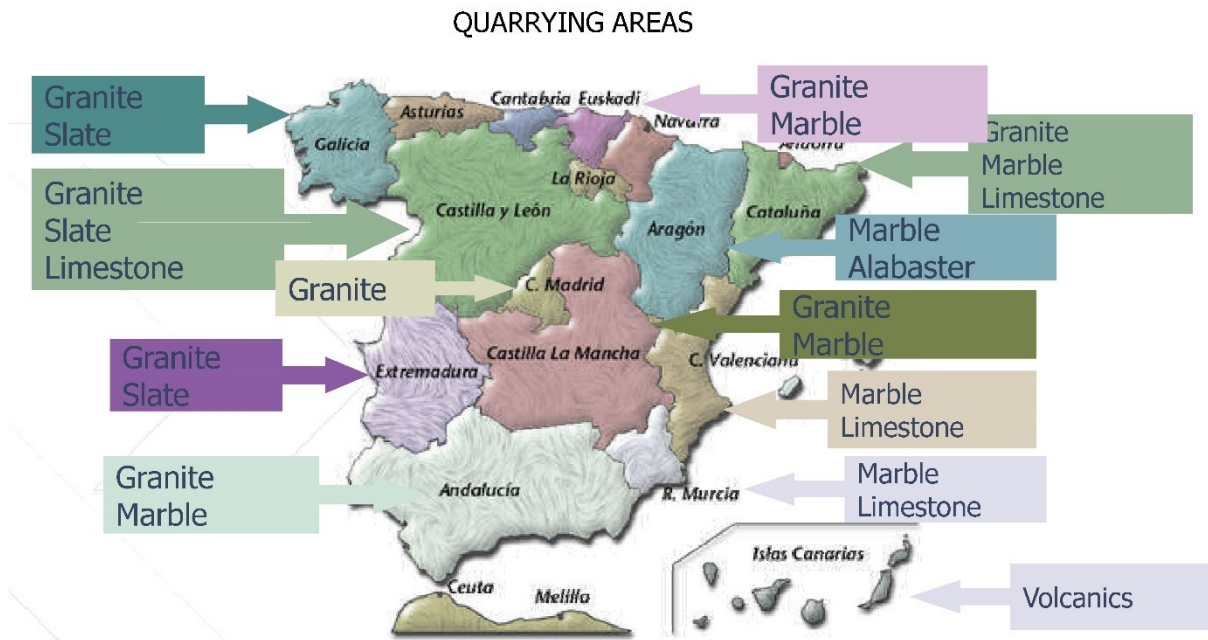 QUARRYING AREAS
Granite
Slate
Cantabria Euskadi
Granite
Marble
Asturias
Navarra
Galicia
Granite
Marble
Limestone
La Rioja
Granite
Slate
Limestone
Castilla y León
Aragón
Cataluña
Marble
Alabaster
Granite
C. Madrid
Granite
Marble
Castilla La Mancha
C. Valenciana
Granite
Slate
Extremadura
Marble
Limestone
Granite
Marble
Andalucía
R. Murcia
Marble
Limestone
Islas Canarias
Ceuta
Melilla
Volcanics